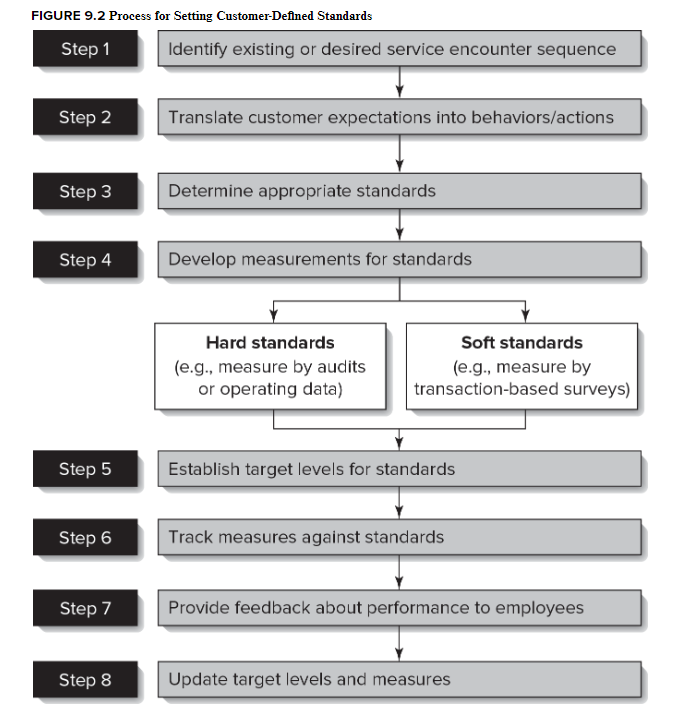 FIGURE 9.2 Process for Setting Customer-Defined Standards
Step 1
Identify existing or desired service encounter sequence
Step 2
Translate customer expectations into behaviors/actions
Step 3
Determine appropriate standards
Step 4
Develop measurements for standards
Hard standards
(e.g., measure by audits
or operating data)
Soft standards
(e.g., measure by
transaction-based surveys)
Step 5
Establish target levels for standards
Step 6
Track measures against standards
Step 7
Provide feedback about performance to employees
Step 8
Update target levels and measures